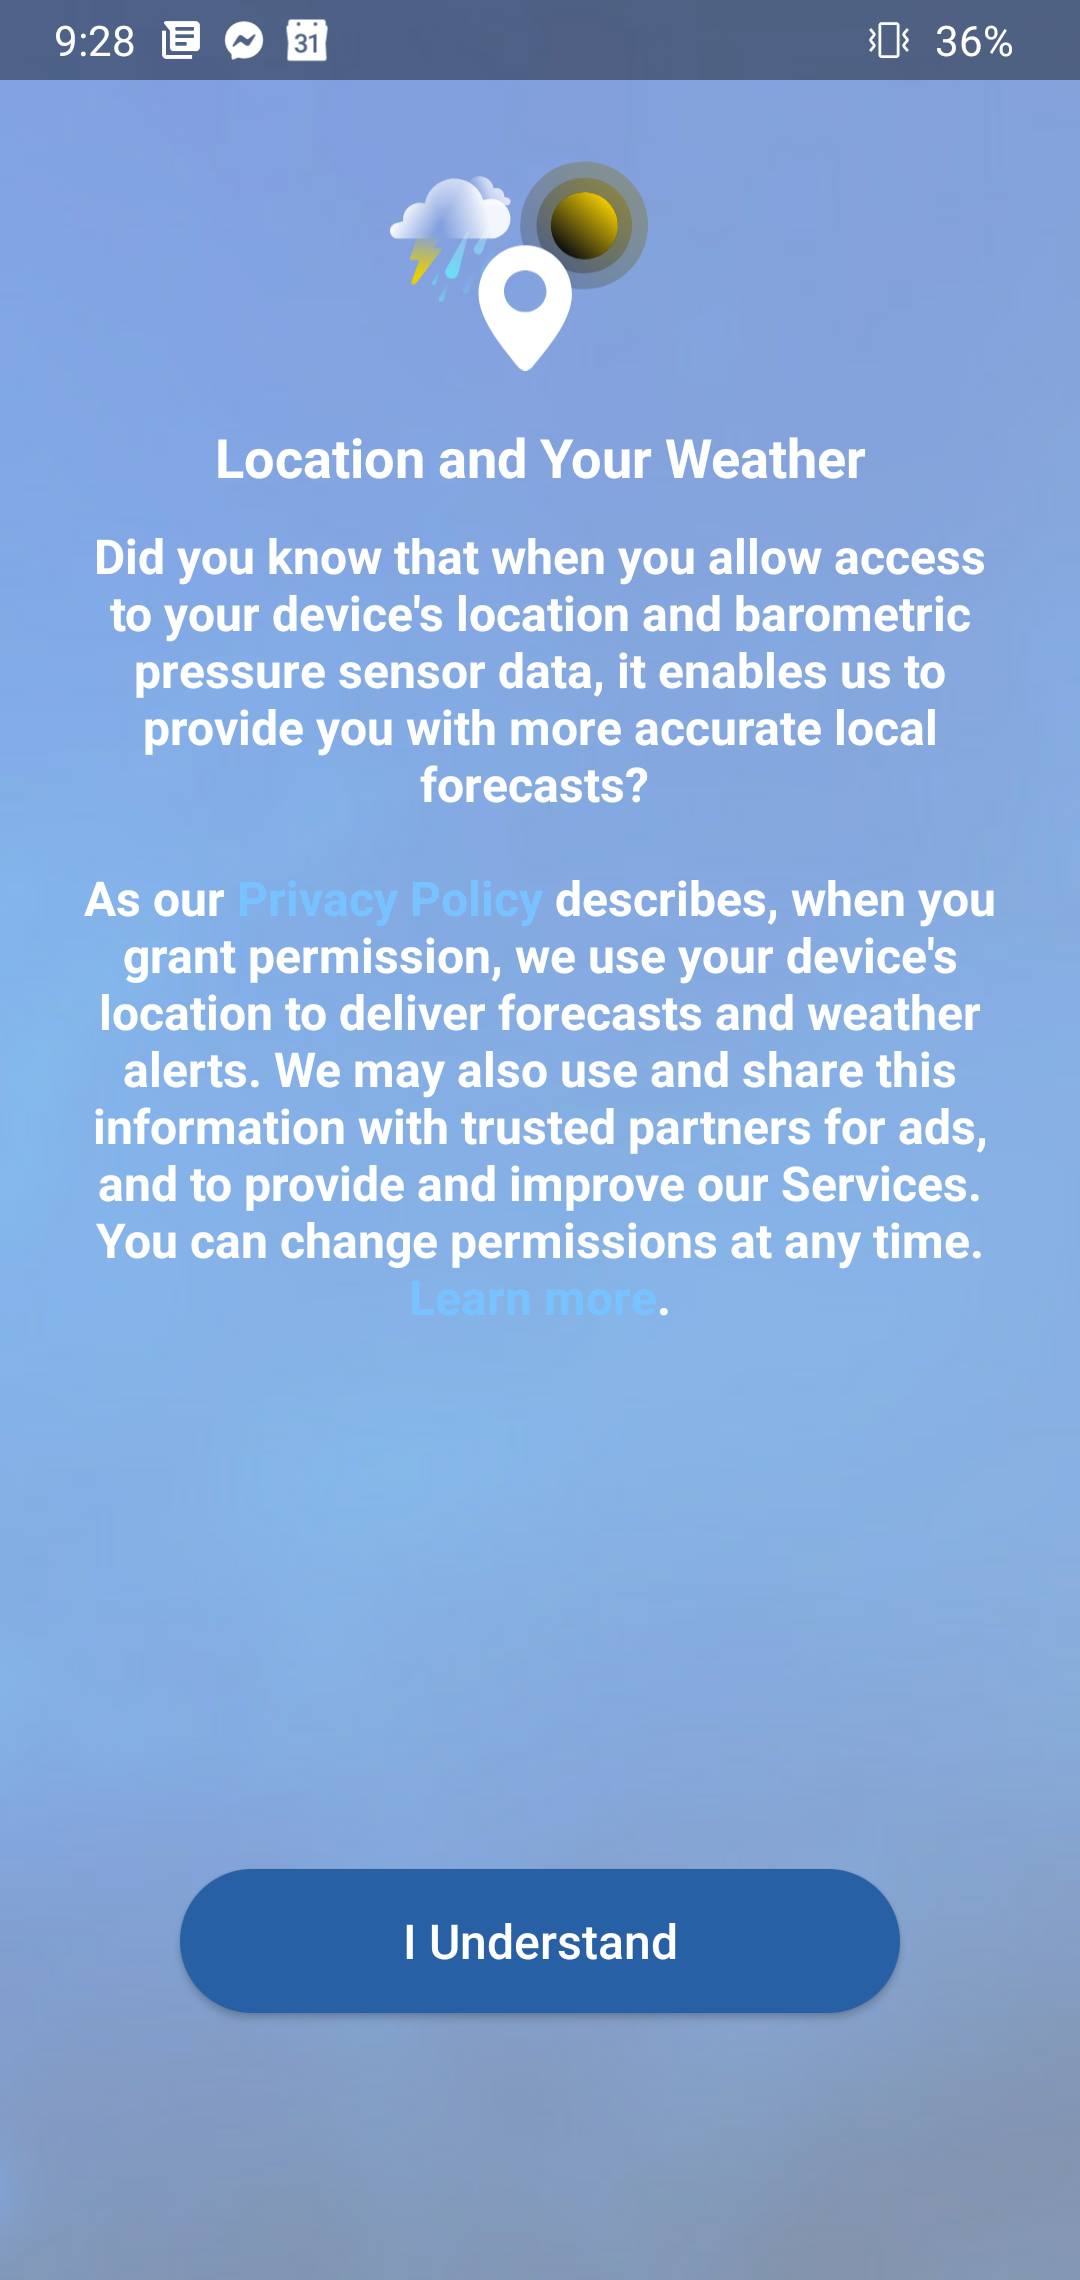 9:28
31
36%
Location and Your Weather
Did you know that when you allow access
to your device's location and barometric
pressure sensor data, it enables us to
provide you with more accurate local
forecasts?
As our Privacy Policy describes, when you
grant permission, we use your device's
location to deliver forecasts and weather
alerts. We may also use and share this
information with trusted partners for ads,
and to provide and improve our Services.
You can change permissions at any time.
Learn more.
I Understand